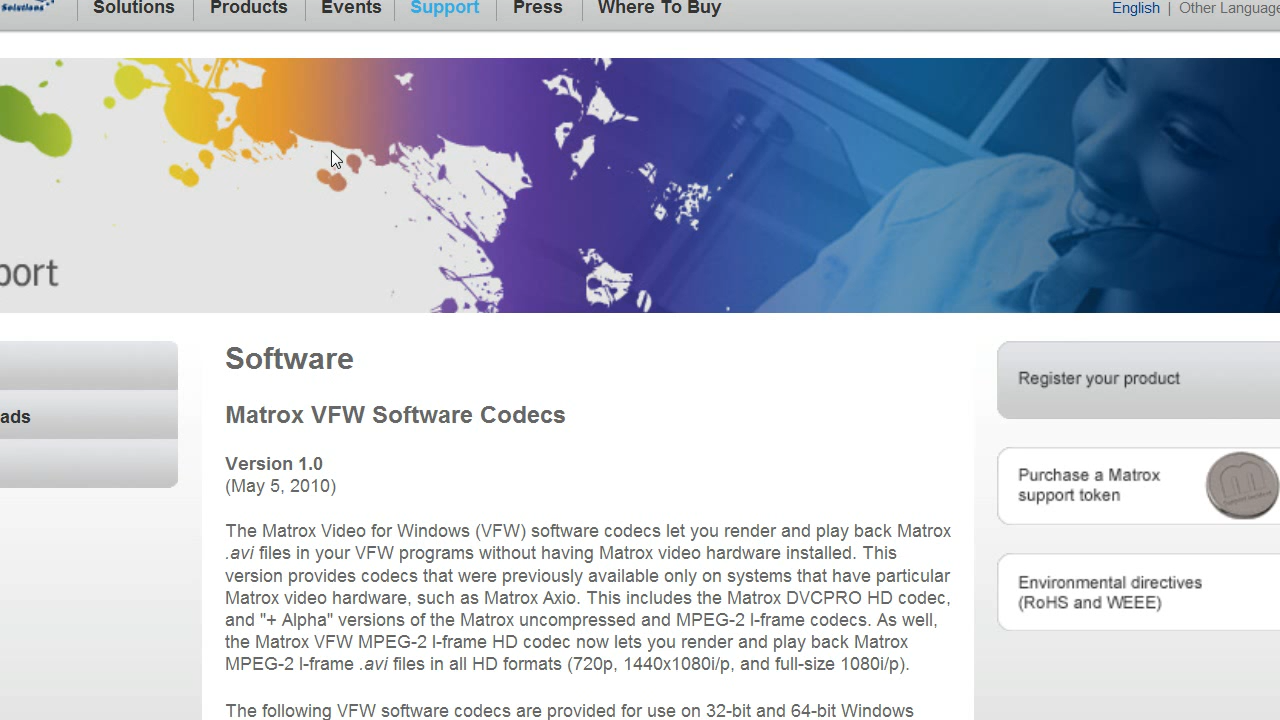 Solutions
Solutions Products Events Support Press Where To Buy
English | Other Language
port
ads
Software
Matrox VFW Software Codecs
Version 1.0
(May 5, 2010)
The Matrox Video for Windows (VFW) software codecs let you render and play back Matrox
.avi files in your VFW programs without having Matrox video hardware installed. This
version provides codecs that were previously available only on systems that have particular
Matrox video hardware, such as Matrox Axio. This includes the Matrox DVCPRO HD codec,
and "+ Alpha" versions of the Matrox uncompressed and MPEG-2 I-frame codecs. As well,
the Matrox VFW MPEG-2 I-frame HD codec now lets you render and play back Matrox
MPEG-2 I-frame .avi files in all HD formats (720p, 1440x1080i/p, and full-size 1080i/p).
The following VFW software codecs are provided for use on 32-bit and 64-bit Windows
Register your product
Purchase a Matrox
support token
Environmental directives
(RoHS and WEEE)